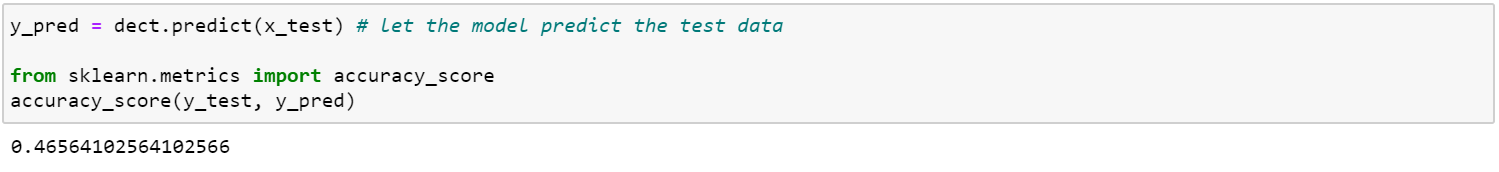 y_pred = dect.predict(x_test) # let the model predict the test data
from sklearn.metrics import accuracy_score
accuracy_score(y_test, y_pred)
0.46564102564102566